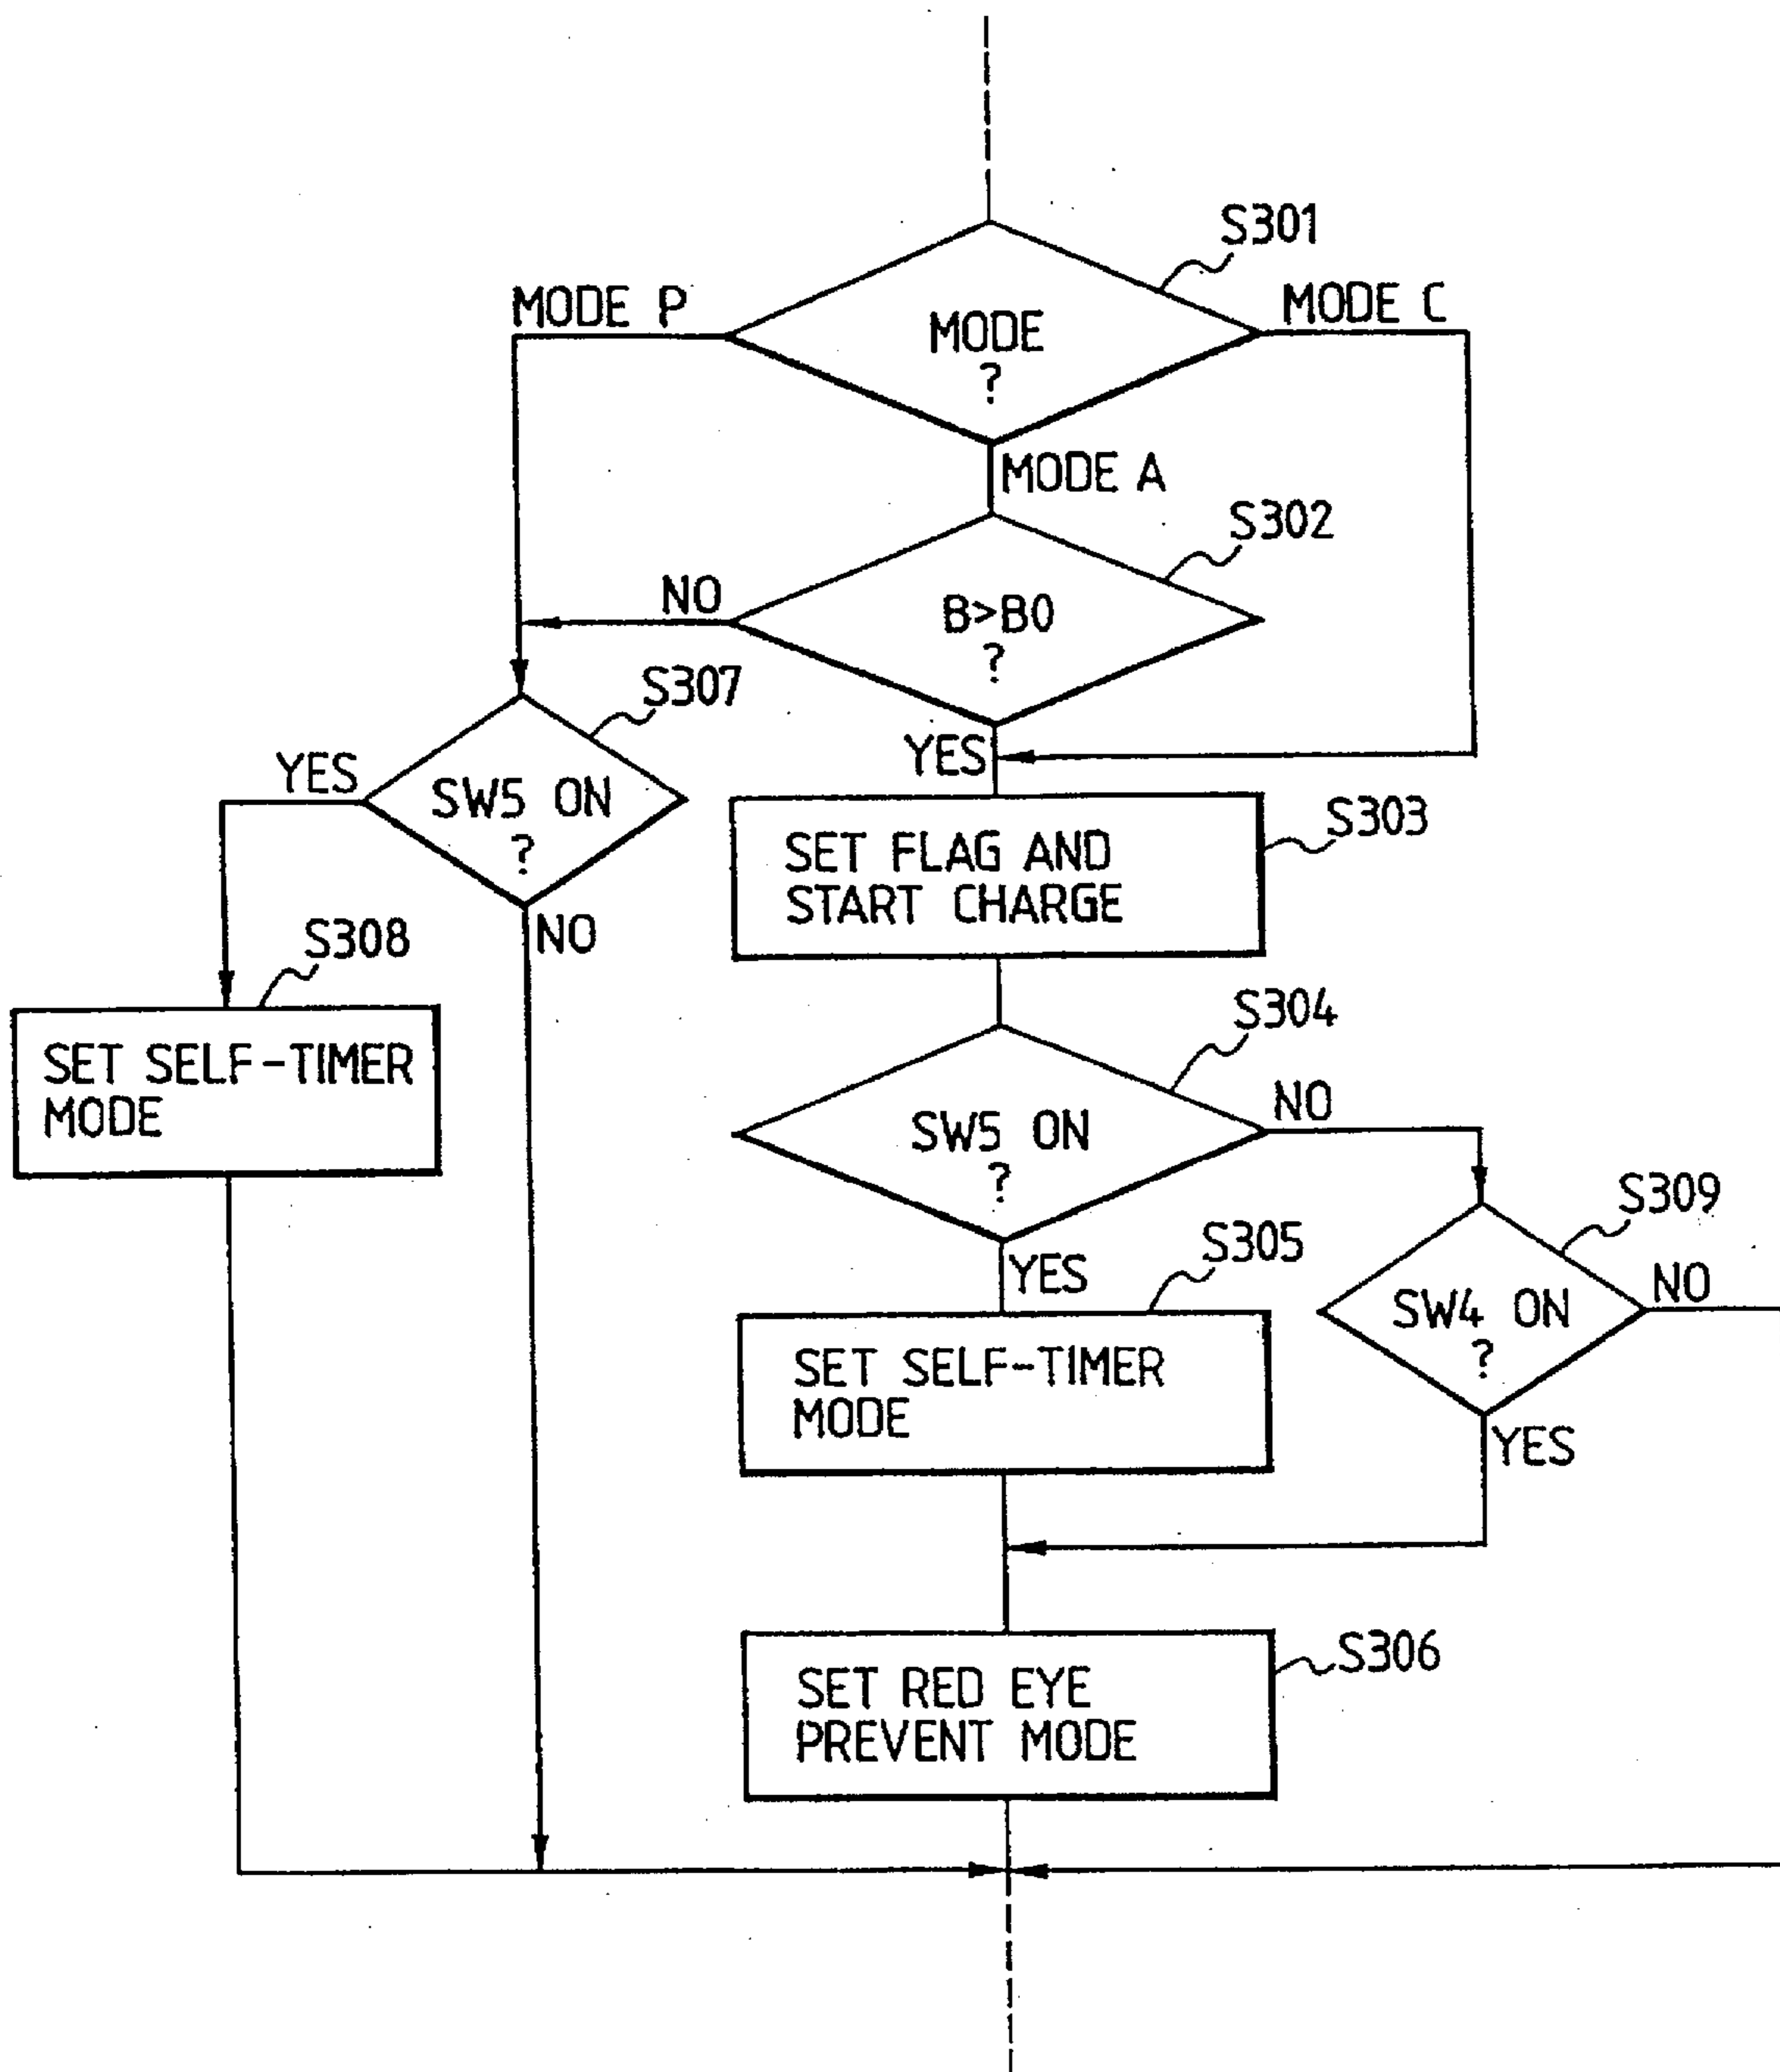 S301
MODE P
MODE C
MODE
?
MODE A
S302
NO
B>B0
?
S307
YES
YES
SW5 ON
?
S303
SET FLAG AND
START CHARGE
NO
S308
SET SELF-TIMER
MODE
S304
NO
SW5 ON
?
S309
S305
YES
NO
SW4 ON
?
SET SELF-TIMER
MODE
YES
S306
SET RED EYE
PREVENT MODE